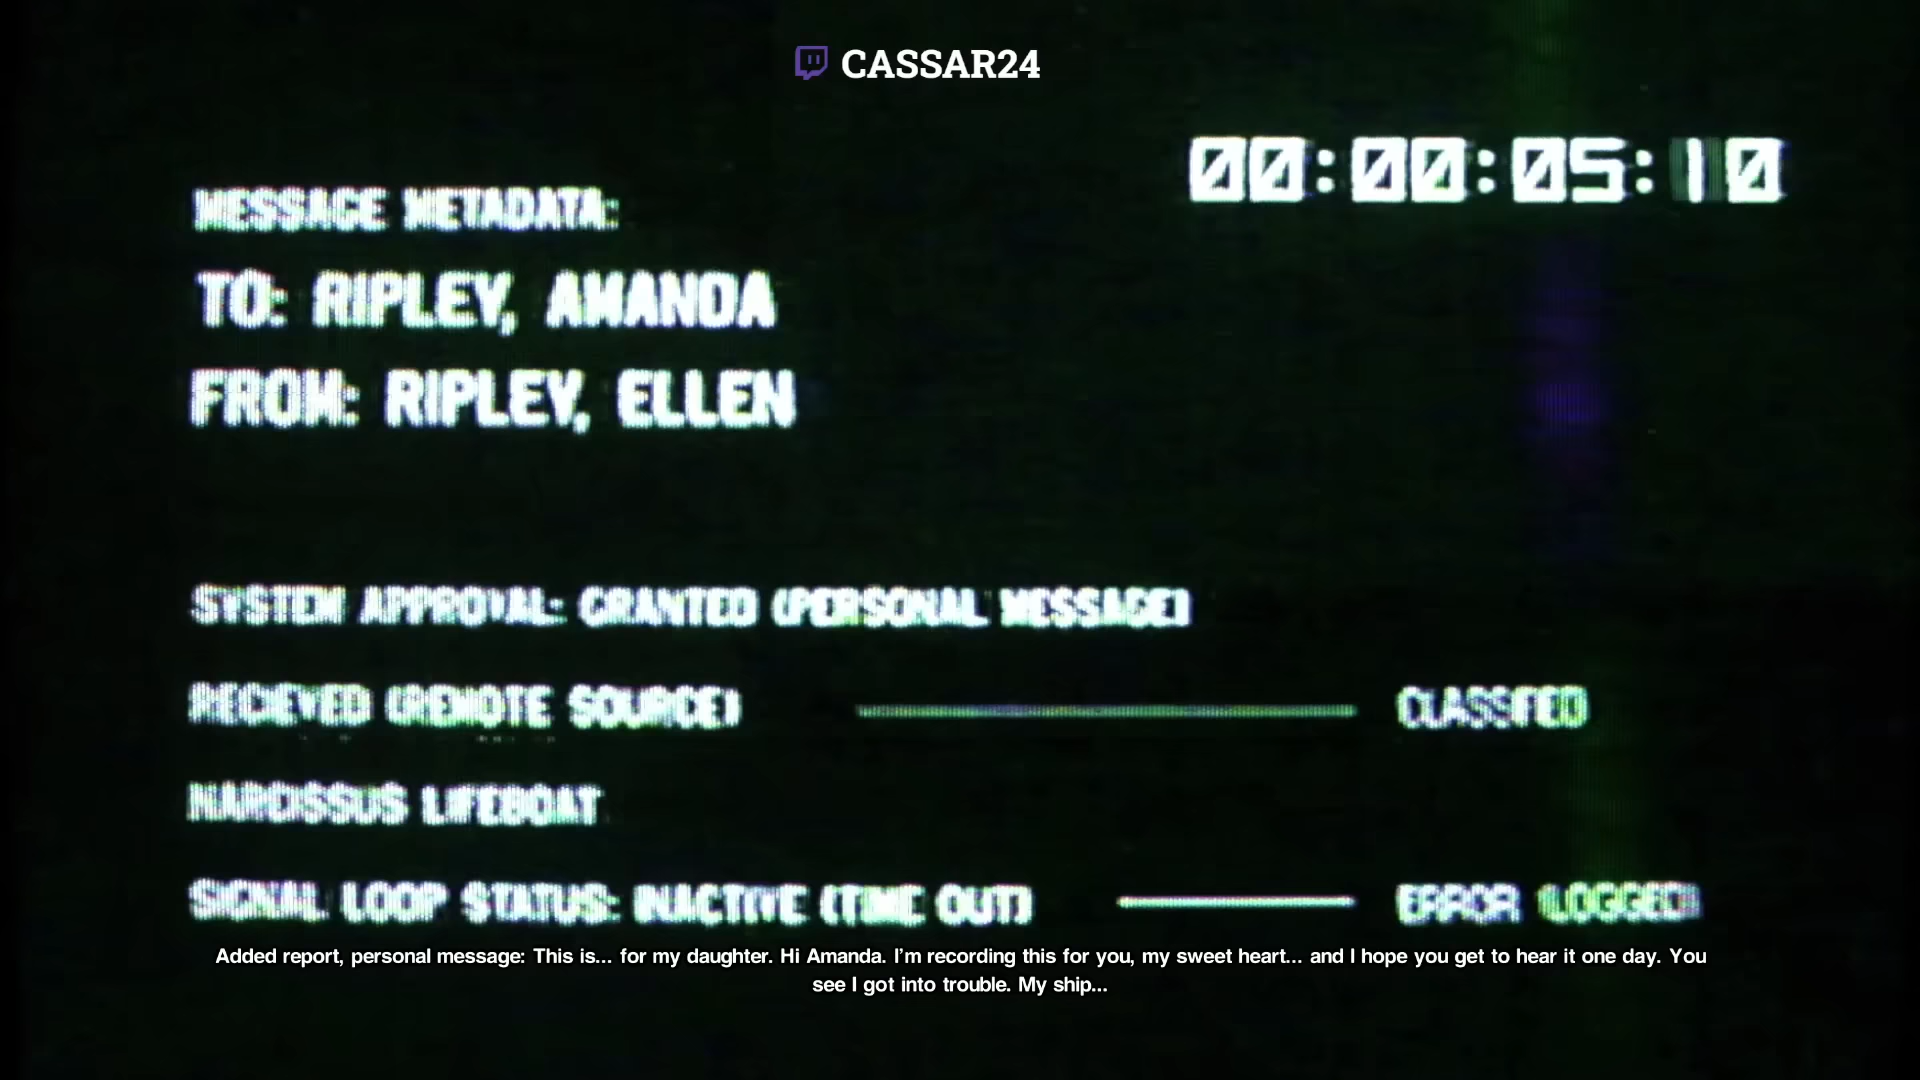 CASSAR24
00:00:05:10
MESSAGE METADATA:
TO: RIPLEY, AMANDA
FROM: RIPLEY, ELLEN
SYSTEM APPROVAL: GRANTED (PERSONAL MESSAGE)
RECIEVED (REMOTE SOURCE) CLASSIFED
NARCISSUS LIFEBOAT
SIGNAL LOOP STATUS: INACTIVE (TIME OUT) ERROR (LOGGED)
Added report, personal message: This is... for my daughter. Hi Amanda. I'm recording this for you, my sweet heart... and I hope you get to hear it one day. You
see I got into trouble. My ship...